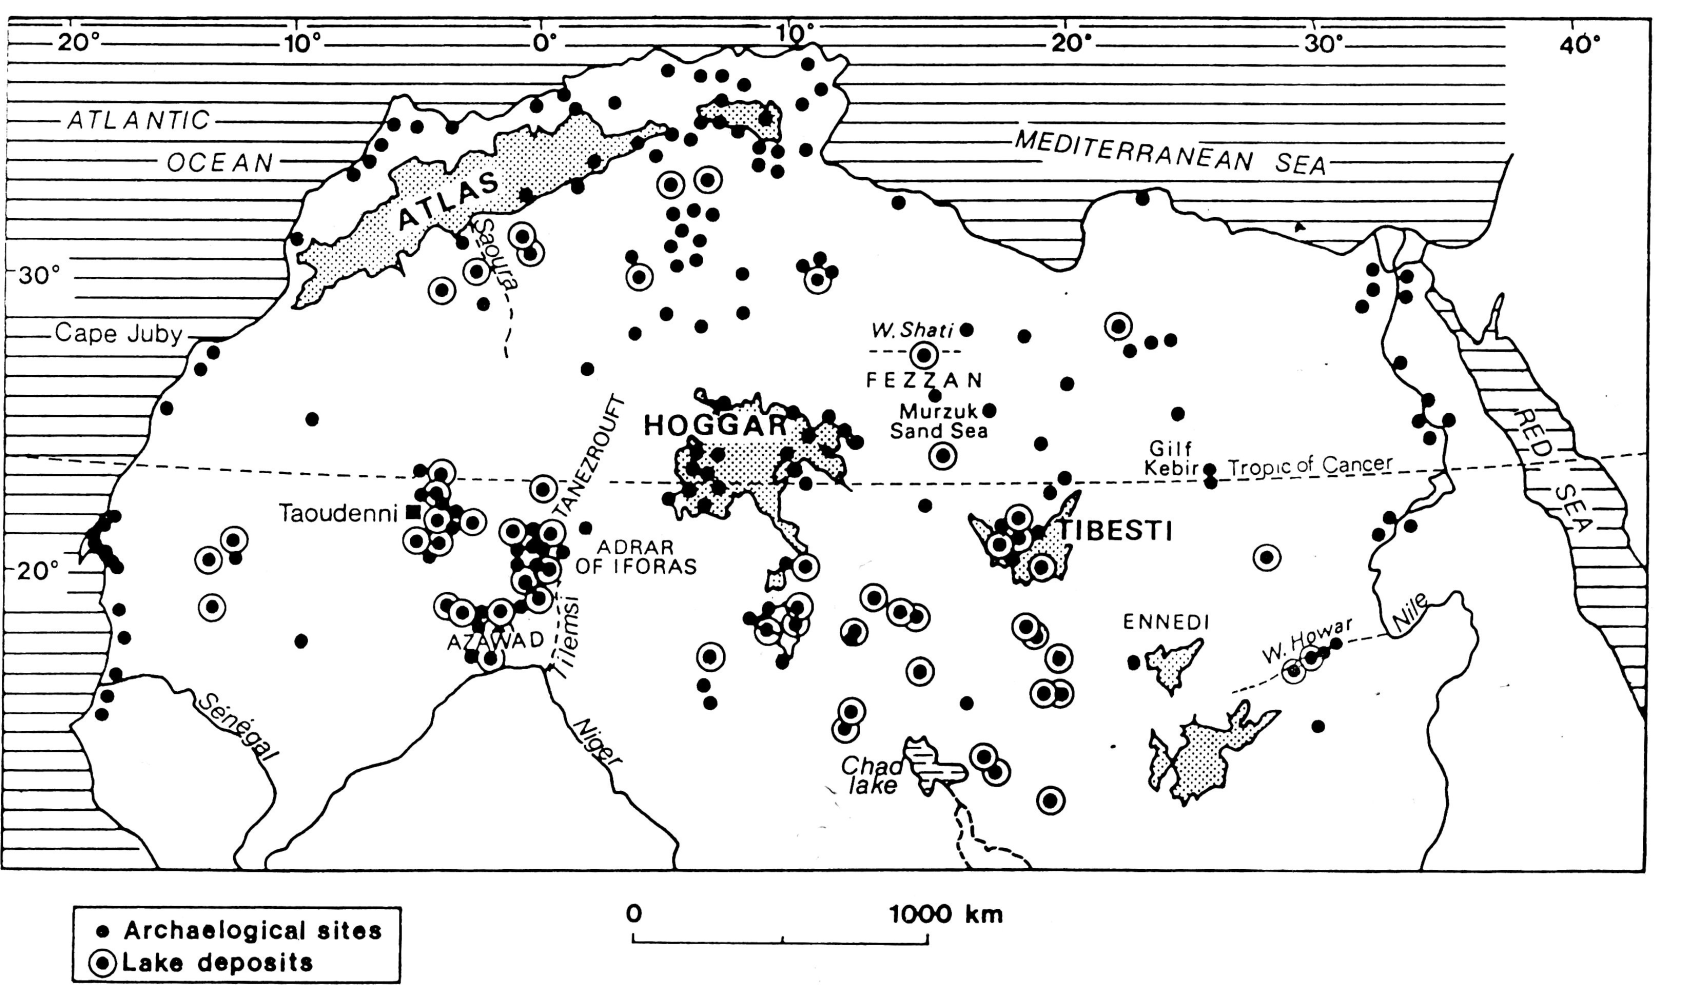 20° 10° 0° 10° 20° 30° 40°
ATLANTIC
OCEAN
MEDITERRANEAN SEA
ATLAS
Saoura
30°
Cape Juby
W. Shati
FEZZAN
Murzuk
Sand Sea
HOGGAR
TANEZROUFT
Gilf
Kebir
Tropic of Cancer
RED SEA
Taoudenni
TIBESTI
ADRAR
OF IFORAS
20°
Tilemsi
AZAWAD
ENNEDI
W. Howar
Nile
Sénégal
Niger
Chad
lake
0 1000 km
Archaelogical sites
Lake deposits